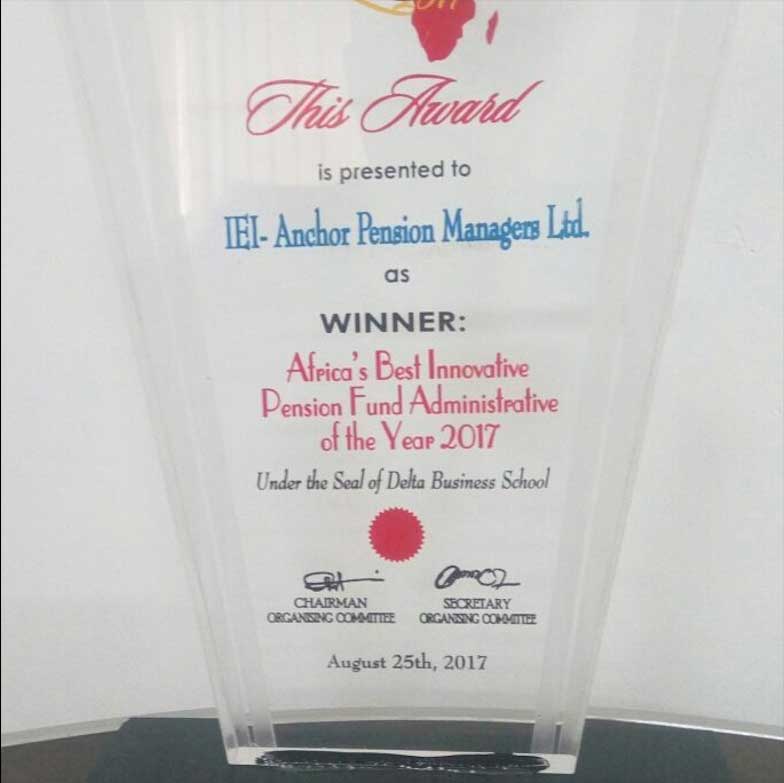 This Award
is presented to
IEI- Anchor Pension Managers Ltd.
as
WINNER:
Africa's Best Innovative
Pension Fund Administrative
of the Year 2017
Under the Seal of Delta Business School
CHAIRMAN SECRETARY
ORGANISING COMMITTEE ORGANISING COMMITTEE
August 25th, 2017